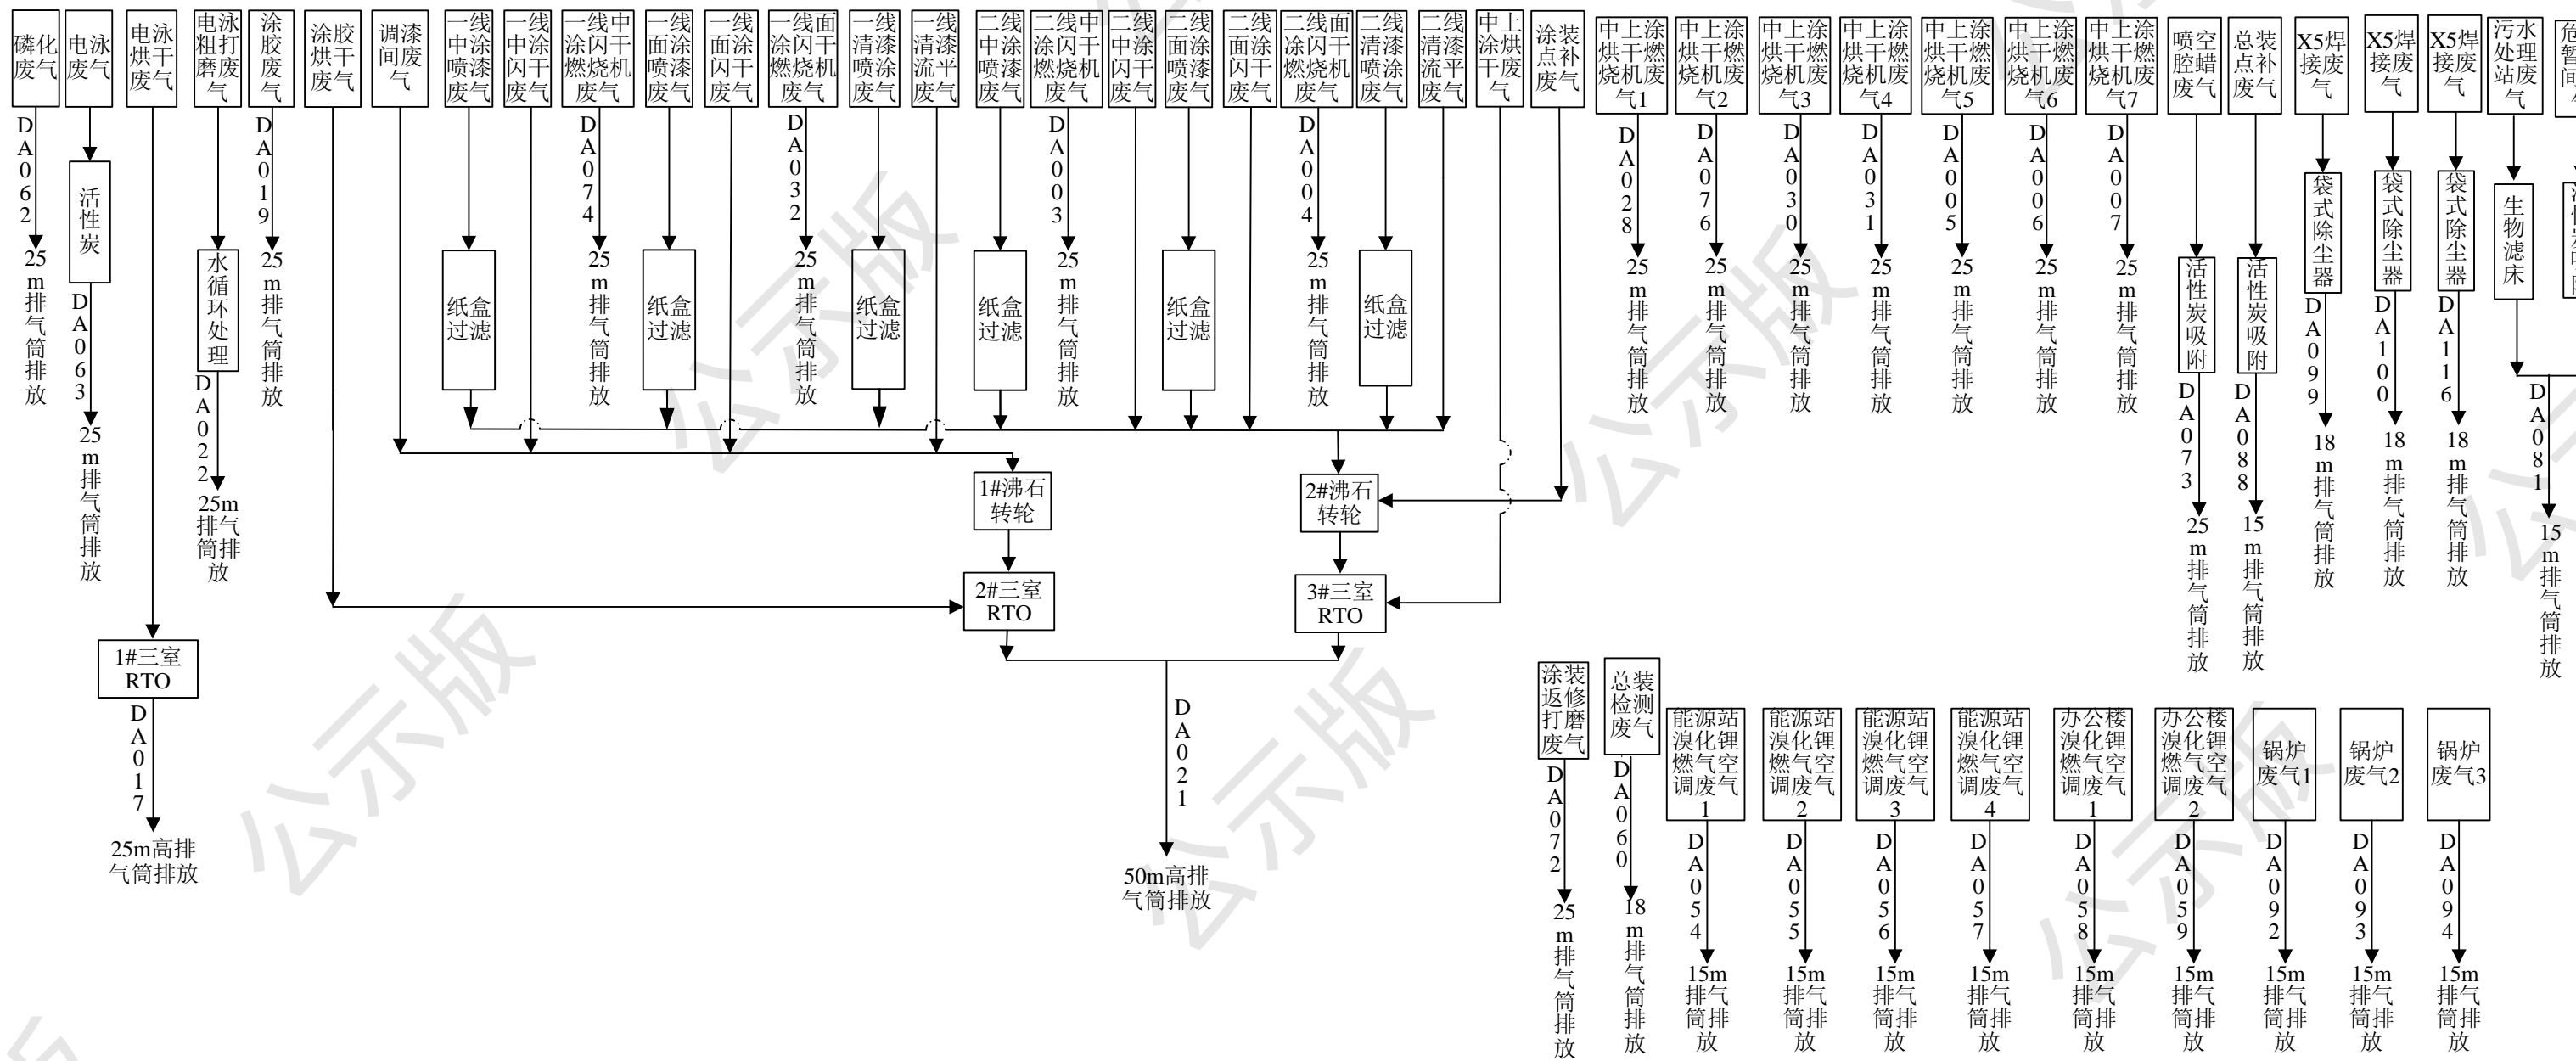 磷化
废气
电泳
废气
电泳
烘干
废气
电泳
粗打
磨废
气
涂
胶
废
气
涂胶
烘干
废气
调漆
间废
气
一线
中涂
喷漆
废气
一线
中涂
闪干
废气
一线中
涂闪干
燃烧机
废气
一线
面涂
喷漆
废气
一线
面涂
闪干
废气
一线面
涂闪干
燃烧机
废气
一线
清漆
喷涂
废气
一线
清漆
流平
废气
二线
中涂
喷漆
废气
二线中
涂闪干
燃烧机
废气
二线
中涂
闪干
废气
二线
面涂
喷漆
废气
二线
面涂
闪干
废气
二线面
涂闪干
燃烧机
废气
二线
清漆
喷涂
废气
二线
清漆
流平
废气
中上
涂烘
干废
气
涂装
点补
废气
中上涂
烘干燃
烧机废
气1
中上涂
烘干燃
烧机废
气2
中上涂
烘干燃
烧机废
气3
中上涂
烘干燃
烧机废
气4
中上涂
烘干燃
烧机废
气5
中上涂
烘干燃
烧机废
气6
中上涂
烘干燃
烧机废
气7
喷空
腔蜡
废气
总装
点补
废气
X5焊
接废
气
X5焊
接废
气
X5焊
接废
气
污水
处理
站废
气
DA062
25m排气筒排放
活性炭
DA063
25m排气筒排放
水循环处理
DA022
25m
排气
筒排
放
DA019
25m排气筒排放
DA074
25m排气筒排放
DA032
25m排气筒排放
DA003
25m排气筒排放
DA004
25m排气筒排放
纸盒
过滤
纸盒
过滤
纸盒
过滤
纸盒
过滤
纸盒
过滤
纸盒
过滤
DA028
25m排气筒排放
DA076
25m排气筒排放
DA030
25m排气筒排放
DA031
25m排气筒排放
DA005
25m排气筒排放
DA006
25m排气筒排放
DA007
25m排气筒排放
活性炭吸附
DA073
25m排气筒排放
活性炭吸附
DA088
15m排气筒排放
袋式除尘器
DA099
18m排气筒排放
袋式除尘器
DA100
18m排气筒排放
袋式除尘器
DA116
18m排气筒排放
生物滤床
DA081
15m排气筒排放
1#沸石
转轮
2#沸石
转轮
2#三室
RTO
3#三室
RTO
1#三室
RTO
DA017
25m高排
气筒排放
DA021
50m高排
气筒排放
涂装
返修
打磨
废气
DA072
25m排气筒排放
总装
检测
废气
DA060
18m排气筒排放
能源站
溴化锂
燃气空
调废气
1
DA054
15m
排气
筒排
放
能源站
溴化锂
燃气空
调废气
2
DA055
15m
排气
筒排
放
能源站
溴化锂
燃气空
调废气
3
DA056
15m
排气
筒排
放
能源站
溴化锂
燃气空
调废气
4
DA057
15m
排气
筒排
放
办公楼
溴化锂
燃气空
调废气
1
DA058
15m
排气
筒排
放
办公楼
溴化锂
燃气空
调废气
2
DA059
15m
排气
筒排
放
锅炉
废气1
DA092
15m
排气
筒排
放
锅炉
废气2
DA093
15m
排气
筒排
放
锅炉
废气3
DA094
15m
排气
筒排
放
公示版
公示版
公示版
公示版
公示版